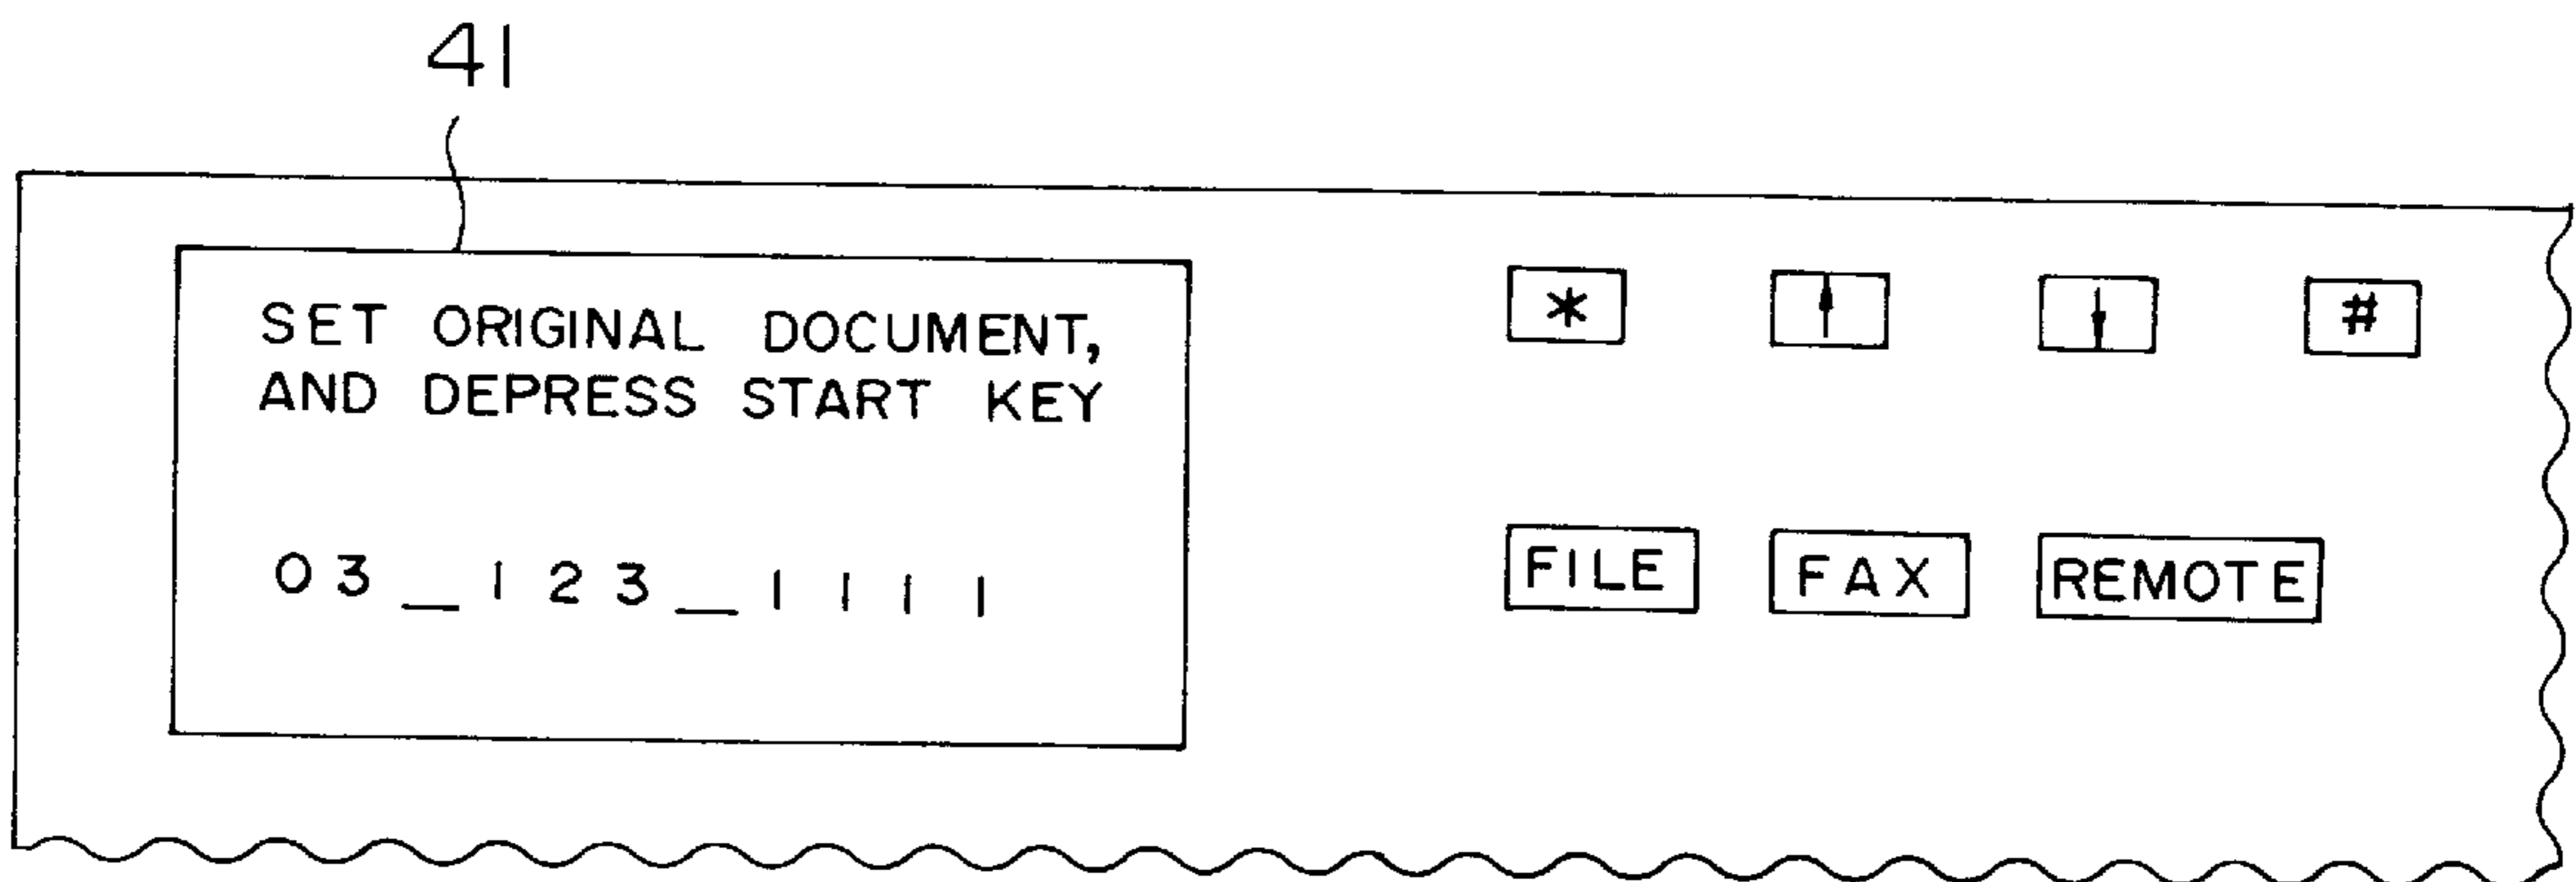 41
SET ORIGINAL DOCUMENT,
AND DEPRESS START KEY
03_123_1111
* ↑ ↓ #
FILE FAX REMOTE